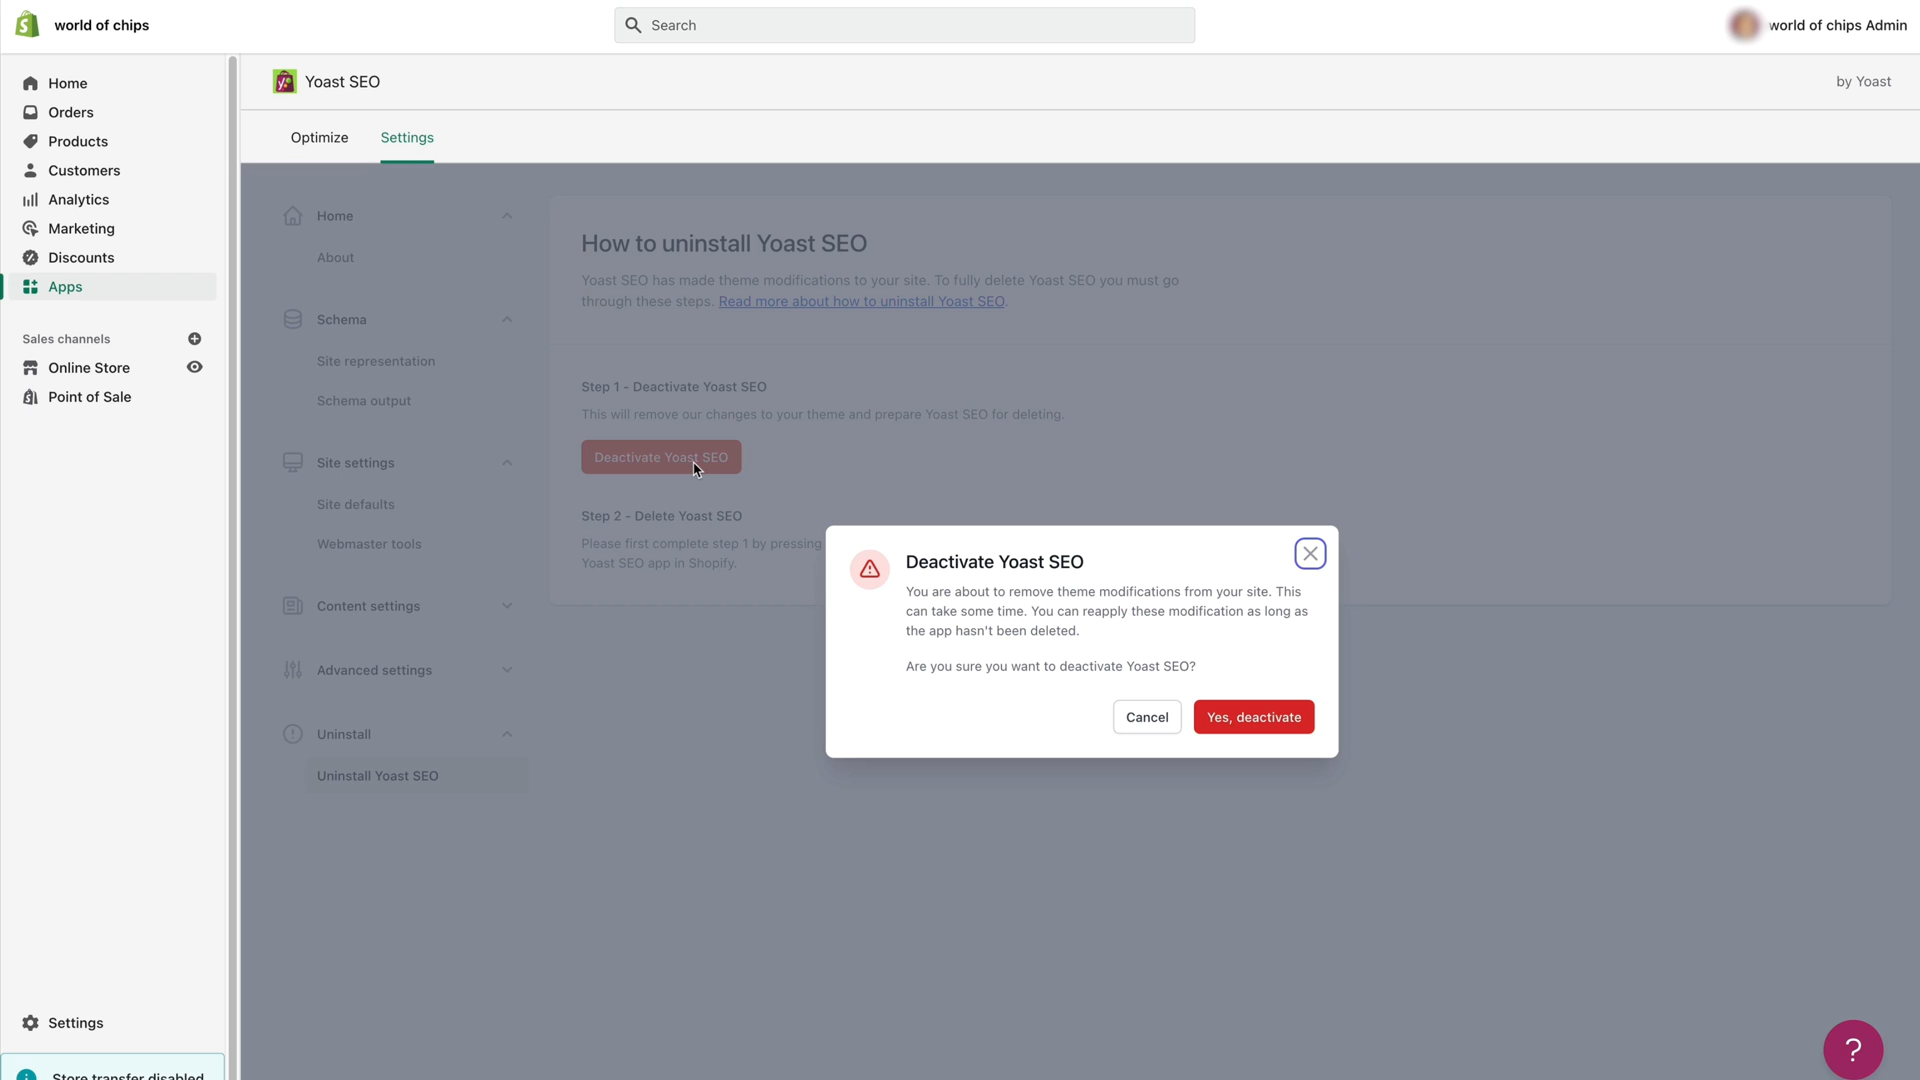 world of chips
Search
world of chips Admin
Home
Orders
Products
Customers
Analytics
Marketing
Discounts
Apps
Sales channels
Online Store
Point of Sale
Settings
Store transfer disabled
Yoast SEO
by Yoast
Optimize
Settings
Home
About
Schema
Site representation
Schema output
Site settings
Site defaults
Webmaster tools
Content settings
Advanced settings
Uninstall
Uninstall Yoast SEO
How to uninstall Yoast SEO
Yoast SEO has made theme modifications to your site. To fully delete Yoast SEO you must go
through these steps. Read more about how to uninstall Yoast SEO.
Step 1 - Deactivate Yoast SEO
This will remove our changes to your theme and prepare Yoast SEO for deleting.
Deactivate Yoast SEO
Step 2 - Delete Yoast SEO
Please first complete step 1 by pressing
Yoast SEO app in Shopify.
Deactivate Yoast SEO
You are about to remove theme modifications from your site. This
can take some time. You can reapply these modification as long as
the app hasn't been deleted.
Are you sure you want to deactivate Yoast SEO?
Cancel
Yes, deactivate
?